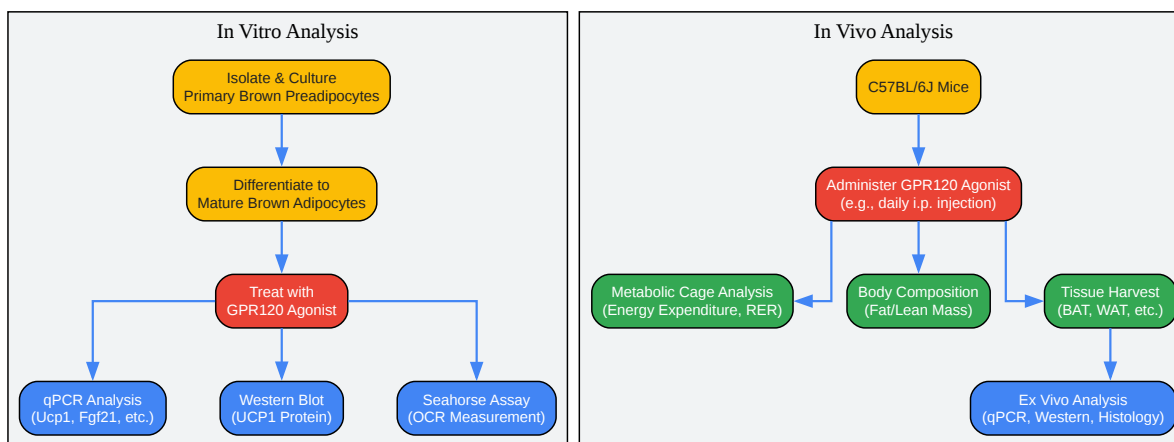 In Vitro Analysis
Isolate & Culture
Primary Brown Preadipocytes
Differentiate to
Mature Brown Adipocytes
Treat with
GPR120 Agonist
qPCR Analysis
(Ucp1, Fgf21, etc.)
Western Blot
(UCP1 Protein)
Seahorse Assay
(OCR Measurement)
In Vivo Analysis
C57BL/6J Mice
Administer GPR120 Agonist
(e.g., daily i.p. injection)
Metabolic Cage Analysis
(Energy Expenditure, RER)
Body Composition
(Fat/Lean Mass)
Tissue Harvest
(BAT, WAT, etc.)
Ex Vivo Analysis
(qPCR, Western, Histology)